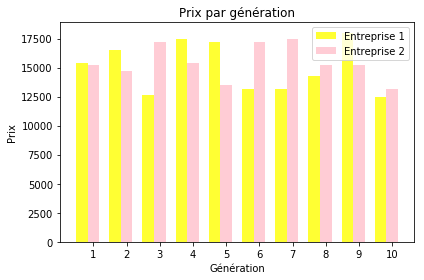 Prix par génération
Entreprise 1
Entreprise 2
Prix
17500
15000
12500
10000
7500
5000
2500
0
1 2 3 4 5 6 7 8 9 10
Génération